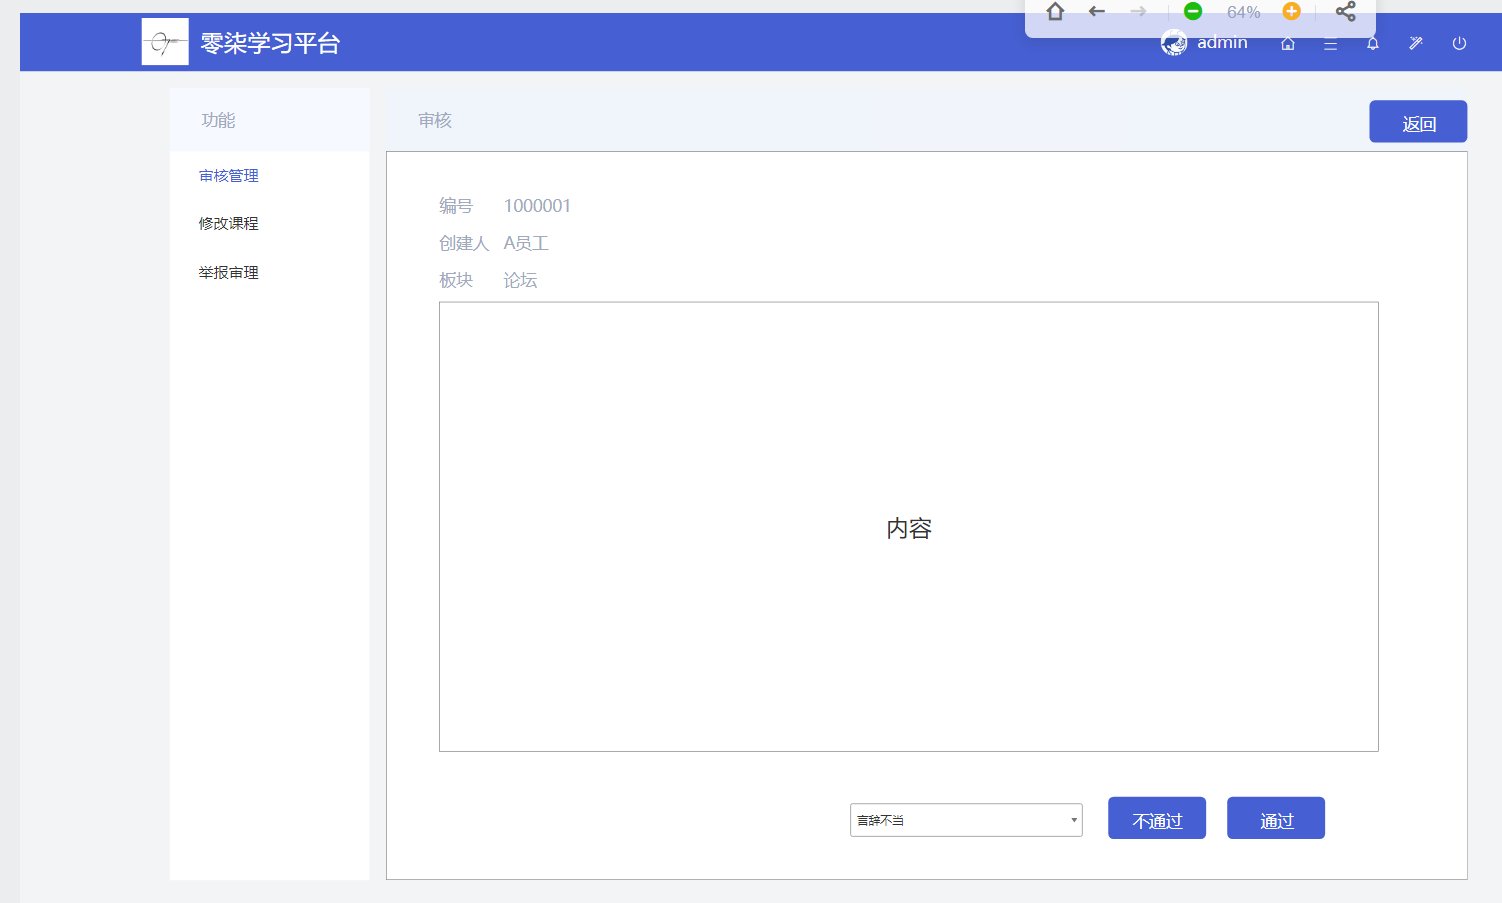 64%
零柒学习平台
admin
功能
审核管理
修改课程
举报审理
审核
返回
编号 1000001
创建人 A员工
板块 论坛
内容
言辞不当
不通过
通过